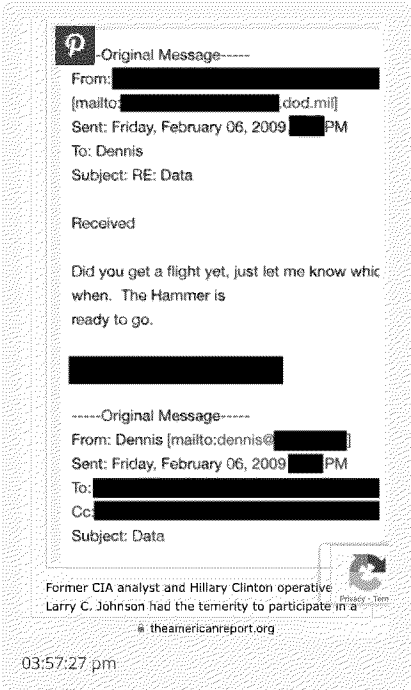 -----Original Message-----
From:
[mailto: .dod.mil]
Sent: Friday, February 06, 2009 PM
To: Dennis
Subject: RE: Data
Received
Did you get a flight yet, just let me know whic
when. The Hammer is
ready to go.
-----Original Message-----
From: Dennis [mailto:dennis@ ]
Sent: Friday, February 06, 2009 PM
To:
Cc:
Subject: Data
Privacy - Term
Former CIA analyst and Hillary Clinton operative
Larry C. Johnson had the temerity to participate in a
theamericanreport.org
03:57:27 pm